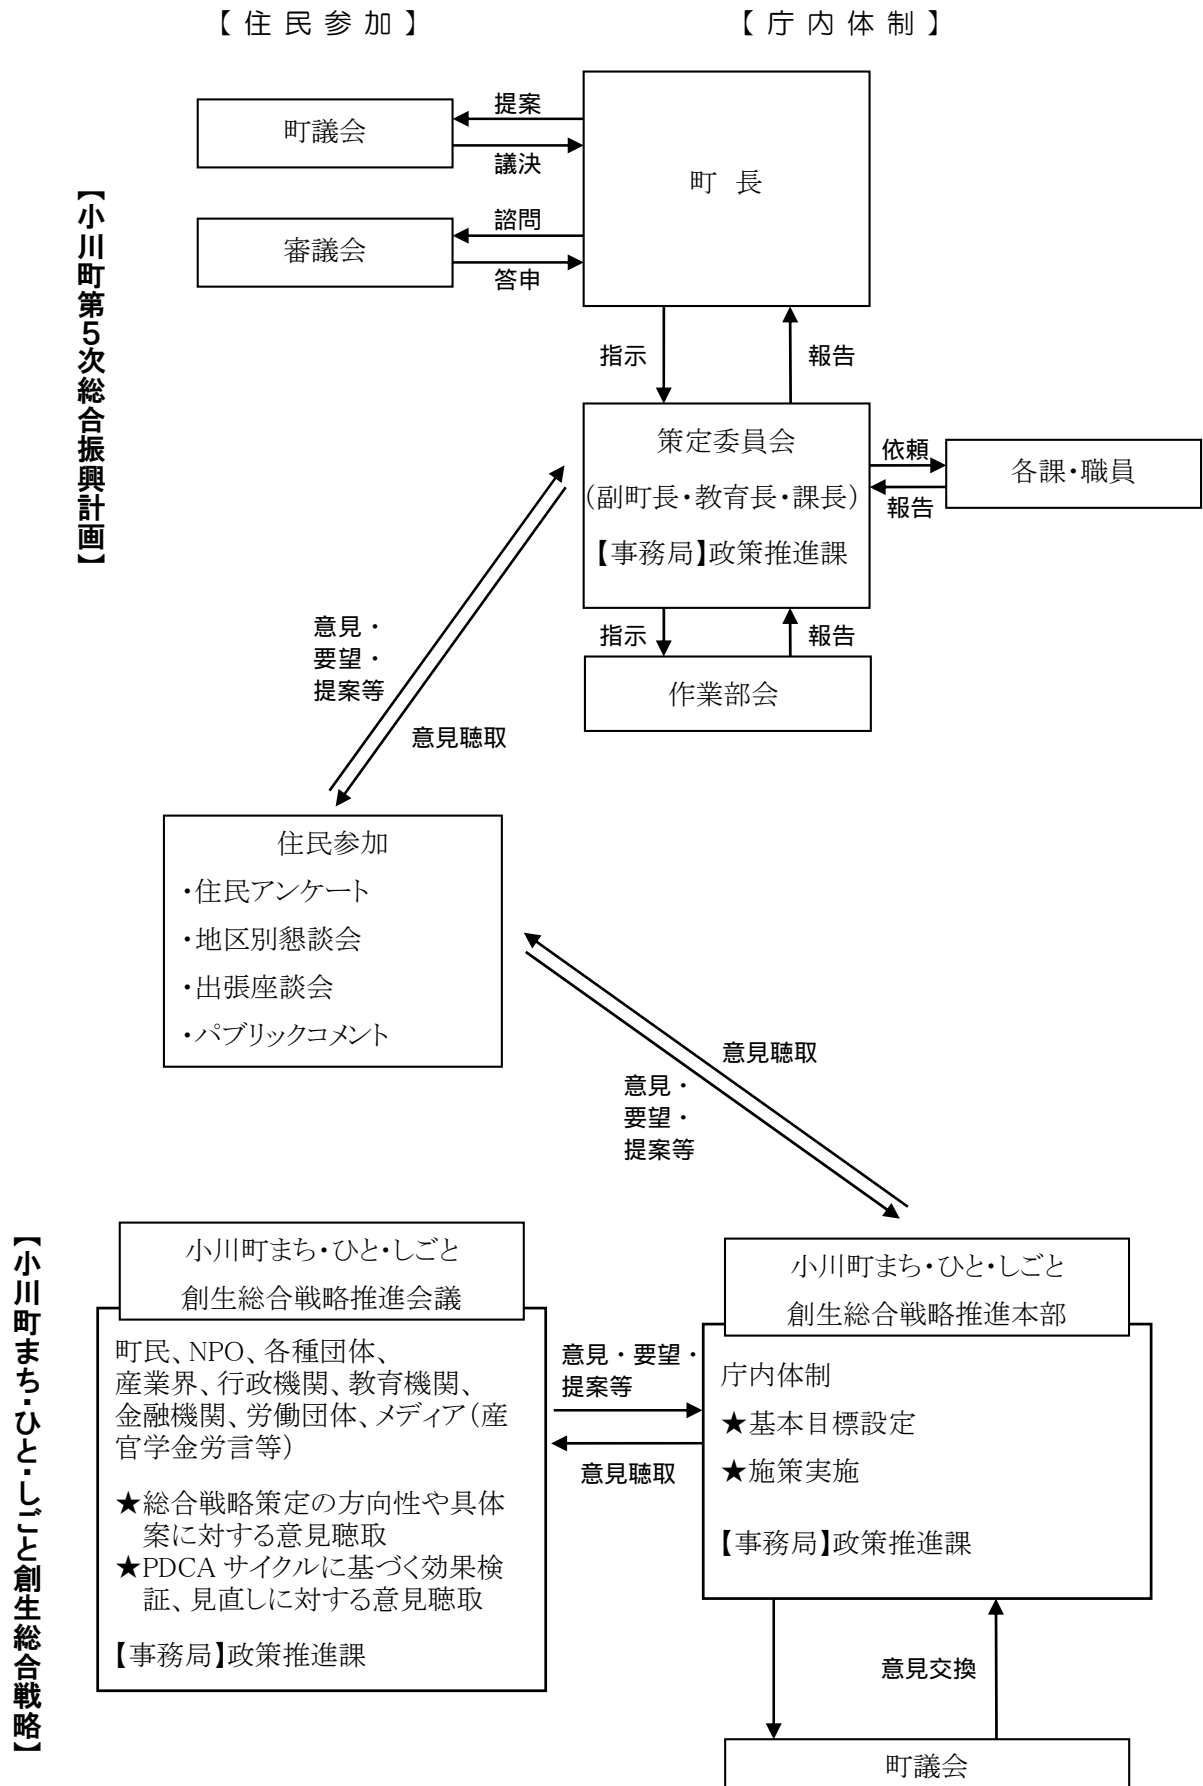 【住民参加】
【庁内体制】
【小川町第５次総合振興計画】
町議会
提案
議決
町 長
審議会
諮問
答申
指示
報告
策定委員会
(副町長・教育長・課長)
【事務局】政策推進課
依頼
報告
各課・職員
指示
報告
作業部会
意見・
要望・
提案等
意見聴取
住民参加
・住民アンケート
・地区別懇談会
・出張座談会
・パブリックコメント
意見聴取
意見・
要望・
提案等
【小川町まち・ひと・しごと創生総合戦略】
小川町まち・ひと・しごと
創生総合戦略推進会議
町民、NPO、各種団体、
産業界、行政機関、教育機関、
金融機関、労働団体、メディア（産
官学金労言等）
★総合戦略策定の方向性や具体
案に対する意見聴取
★PDCA サイクルに基づく効果検
証、見直しに対する意見聴取
【事務局】政策推進課
意見・要望・
提案等
意見聴取
小川町まち・ひと・しごと
創生総合戦略推進本部
庁内体制
★基本目標設定
★施策実施
【事務局】政策推進課
意見交換
町議会